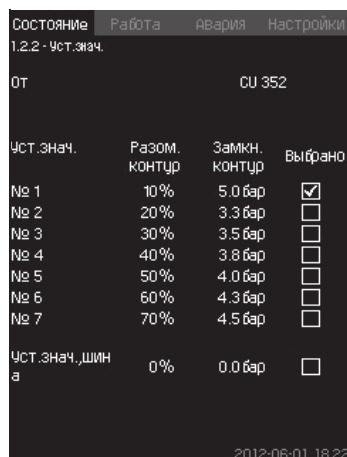 Состояние Работа Авария Настройки
1.2.2 - Уст.знач.
От CU 352
Уст.знач. Разом. контур Замкн. контур Выбрано
№ 1 10% 5.0 бар
№ 2 20% 3.3 бар
№ 3 30% 3.5 бар
№ 4 40% 3.8 бар
№ 5 50% 4.0 бар
№ 6 60% 4.3 бар
№ 7 70% 4.5 бар
Уст.знач.,шин
а 0% 0.0 бар
2012-06-01 18:22